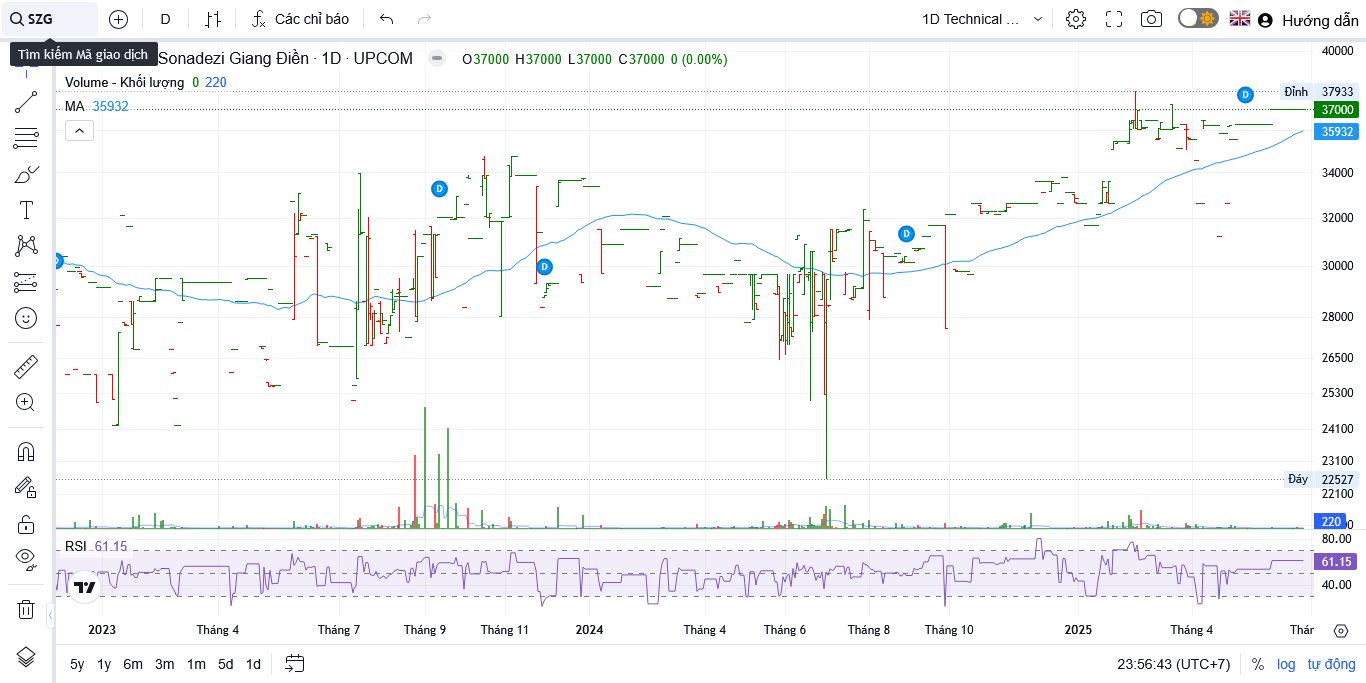 SZG
D
Các chỉ báo
1D Technical ...
Hướng dẫn
Tìm kiếm Mã giao dịch
Sonadezi Giang Điền · 1D · UPCOM
O37000 H37000 L37000 C37000 0 (0.00%)
Volume - Khối lượng 0 220
MA 35932
40000
Đỉnh 37933
37000
35932
34000
32000
30000
28000
26500
25300
24100
23100
Đáy 22527
22100
220
D
D
D
D
RSI 61.15
80.00
61.15
40.00
2023 Tháng 4 Tháng 7 Tháng 9 Tháng 11 2024 Tháng 4 Tháng 6 Tháng 8 Tháng 10 2025 Tháng 4 Thár
5y 1y 6m 3m 1m 5d 1d
23:56:43 (UTC+7) % log tự động